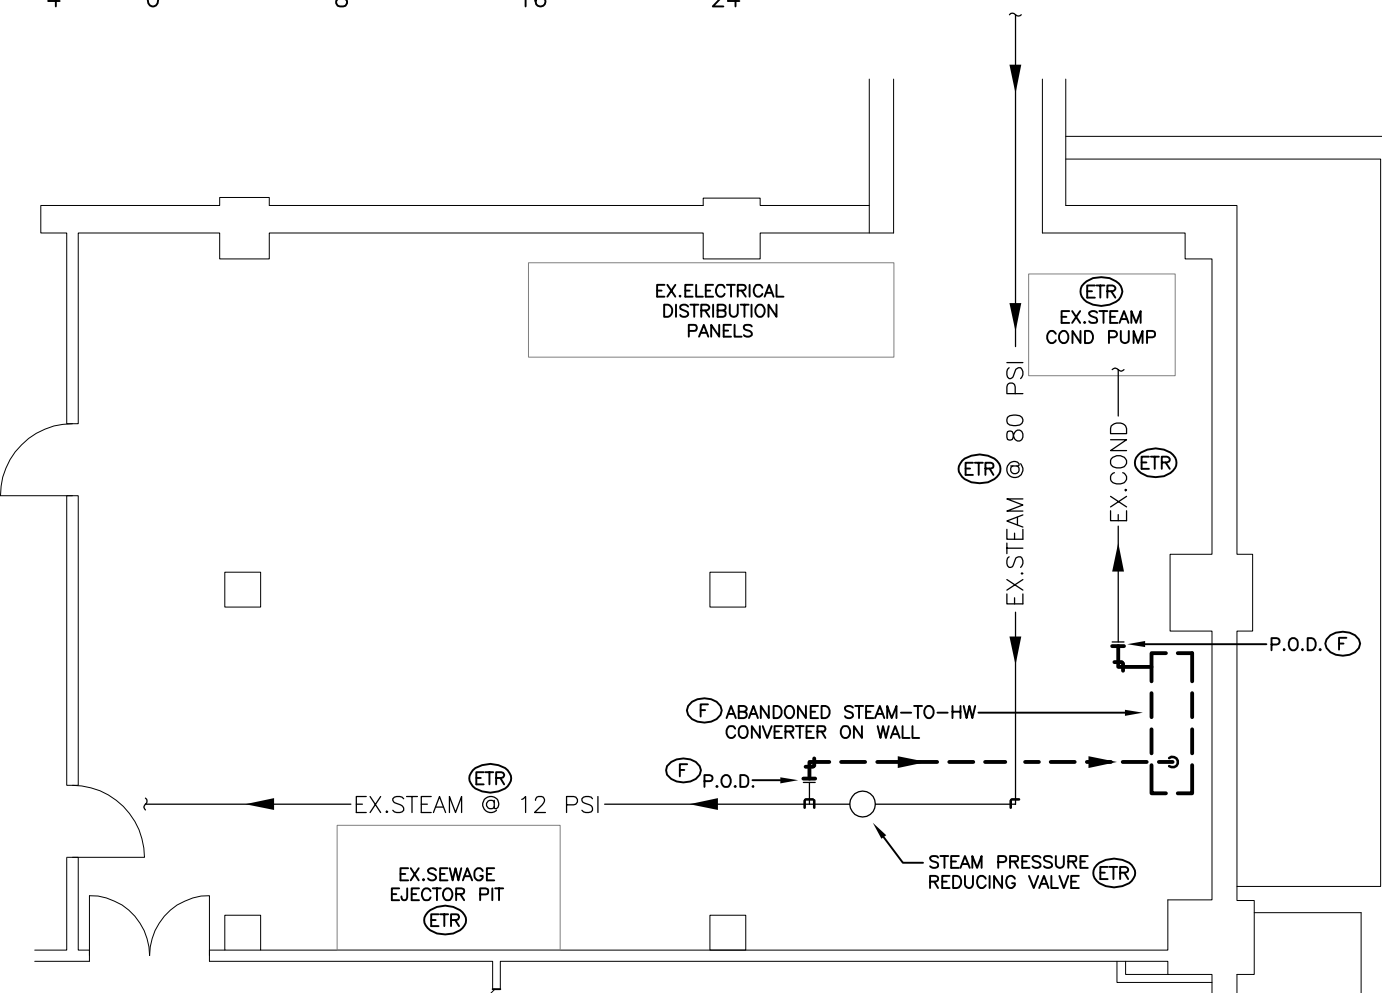 EX.ELECTRICAL
DISTRIBUTION
PANELS
ETR
EX.STEAM
COND PUMP
EX.STEAM @ 80 PSI
ETR
EX.COND
ETR
P.O.D. F
F ABANDONED STEAM-TO-HW
CONVERTER ON WALL
F P.O.D.
ETR
EX.STEAM @ 12 PSI
STEAM PRESSURE
REDUCING VALVE ETR
EX.SEWAGE
EJECTOR PIT
ETR